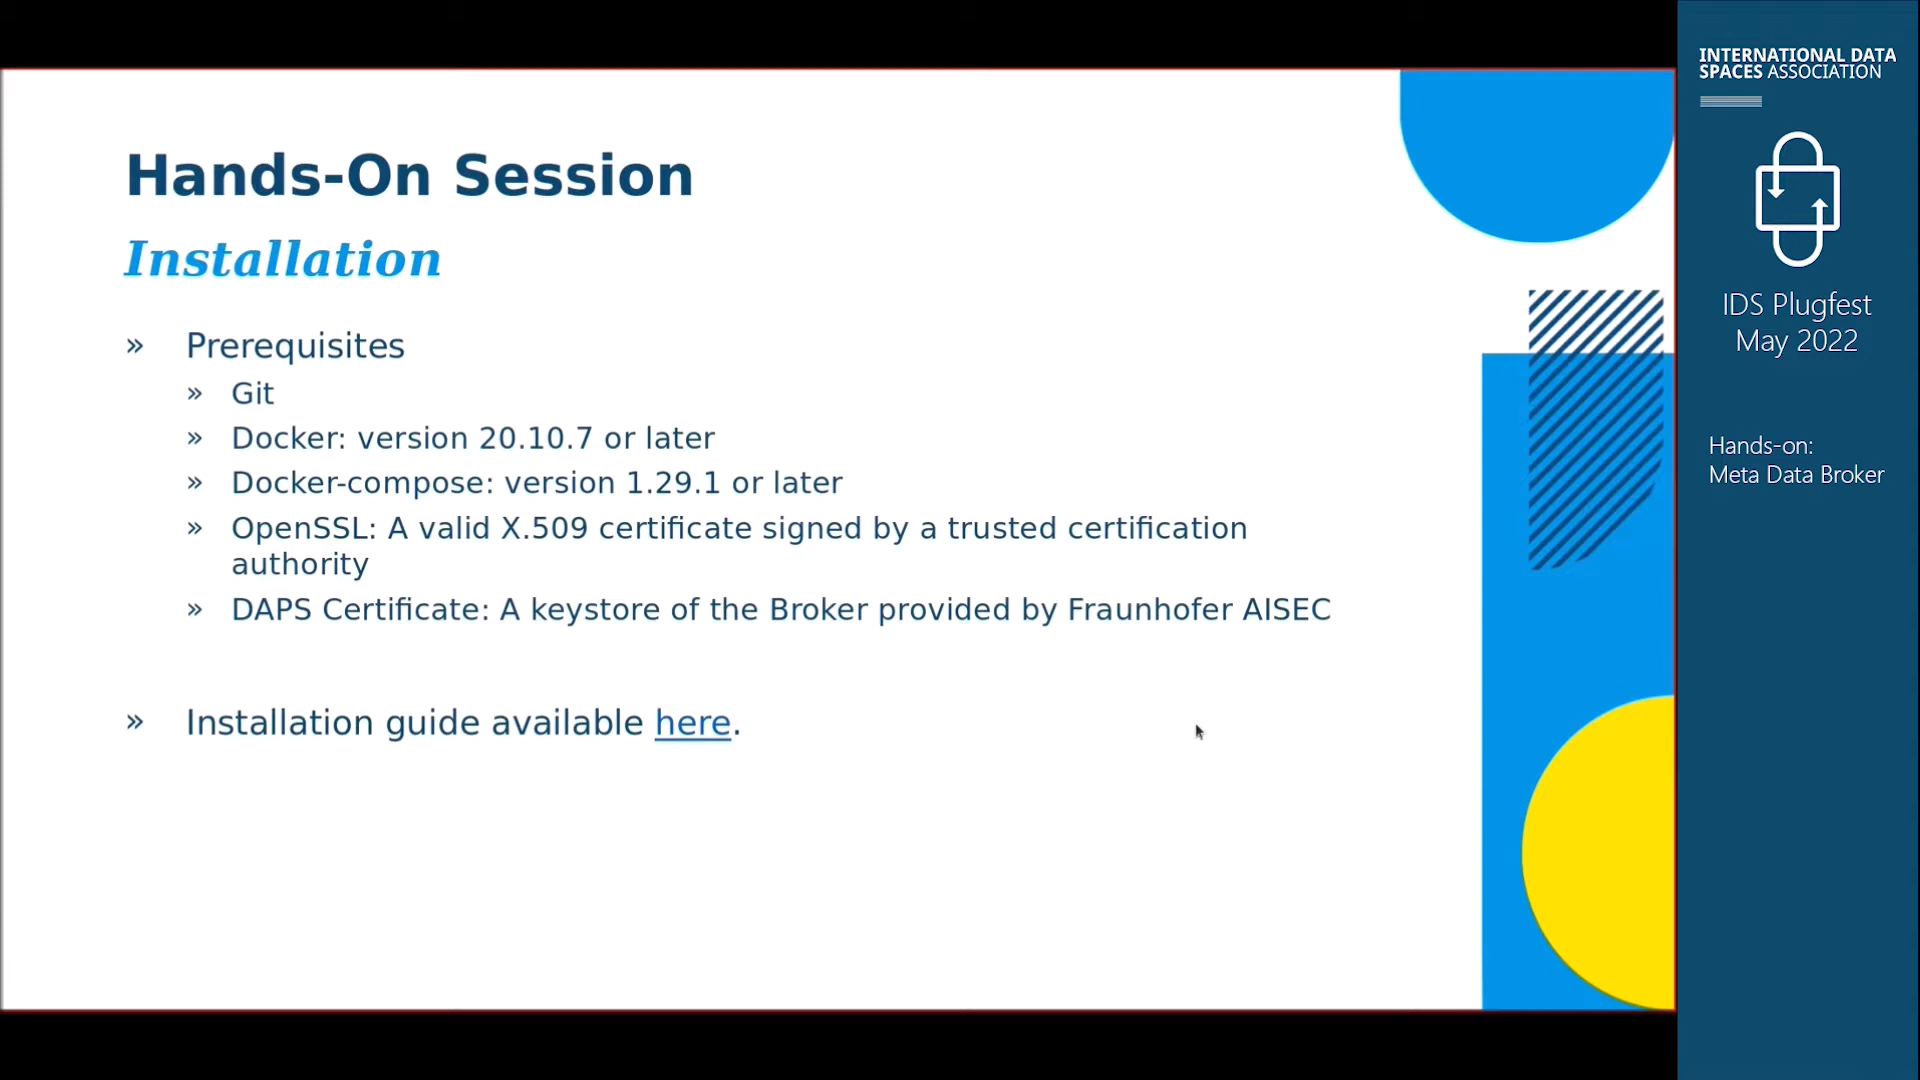 Hands-On Session
Installation
» Prerequisites
» Git
» Docker: version 20.10.7 or later
» Docker-compose: version 1.29.1 or later
» OpenSSL: A valid X.509 certificate signed by a trusted certification
authority
» DAPS Certificate: A keystore of the Broker provided by Fraunhofer AISEC
» Installation guide available here.
INTERNATIONAL DATA
SPACES ASSOCIATION
IDS Plugfest
May 2022
Hands-on:
Meta Data Broker